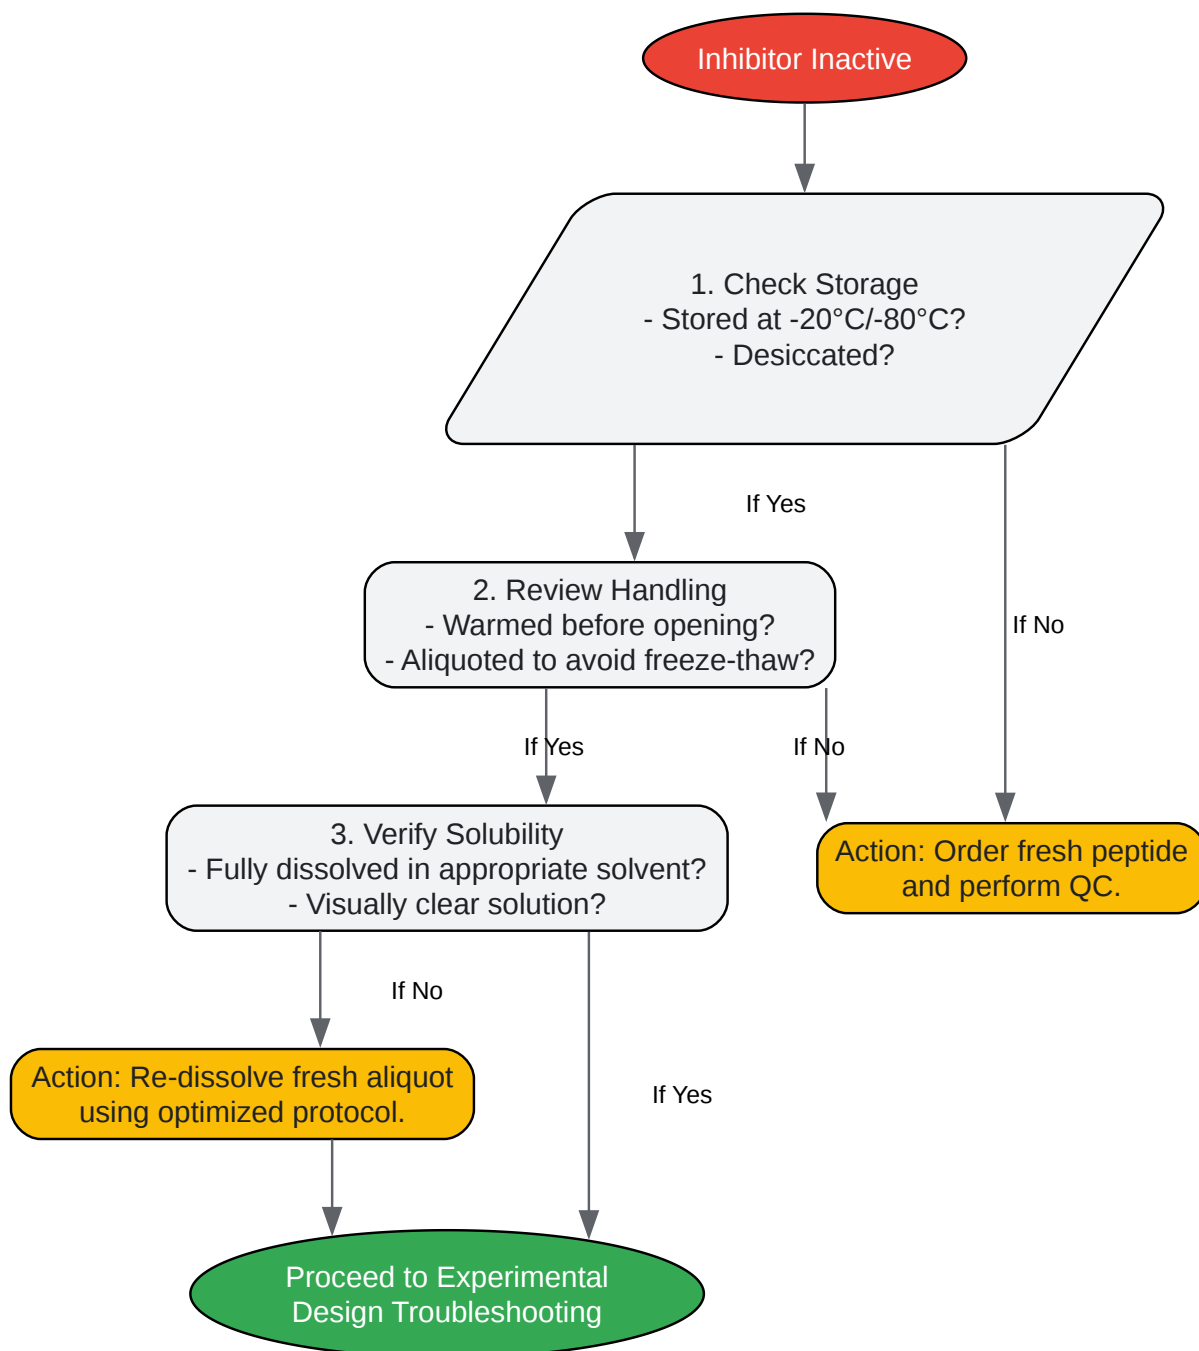 Inhibitor Inactive
1. Check Storage
- Stored at -20°C/-80°C?
- Desiccated?
If Yes
2. Review Handling
- Warmed before opening?
- Aliquoted to avoid freeze-thaw?
If No
If Yes
If No
3. Verify Solubility
- Fully dissolved in appropriate solvent?
- Visually clear solution?
Action: Order fresh peptide
and perform QC.
If No
Action: Re-dissolve fresh aliquot
using optimized protocol.
If Yes
Proceed to Experimental
Design Troubleshooting